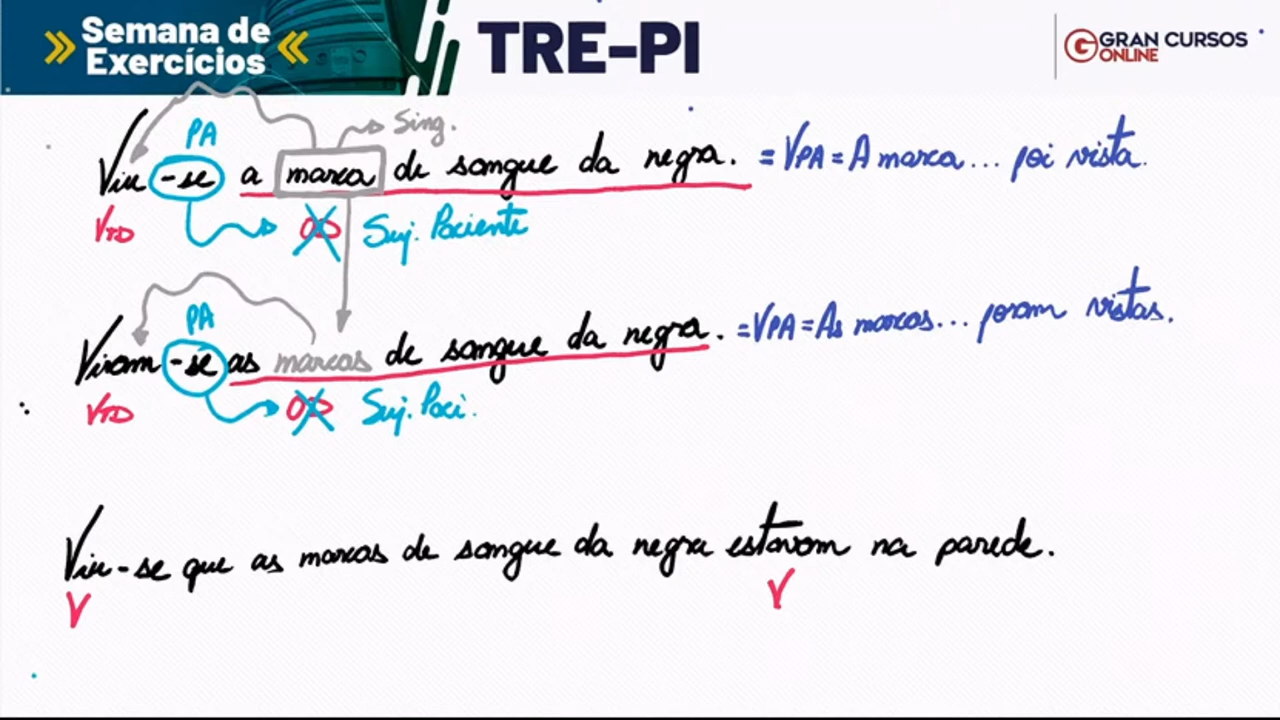 Semana de
Exercícios
TRE-PI
GRAN CURSOS
ONLINE
Sing.
PA
Viu-se a marca de sangue da negra. = VPA = A marca... foi vista.
VTD OD Suj. Paciente
PA
Viram-se as marcas de sangue da negra. = VPA = As marcas... foram vistas.
VTD OD Suj. Paci.
Viu-se que as marcas de sangue da negra estavam na parede.
V V